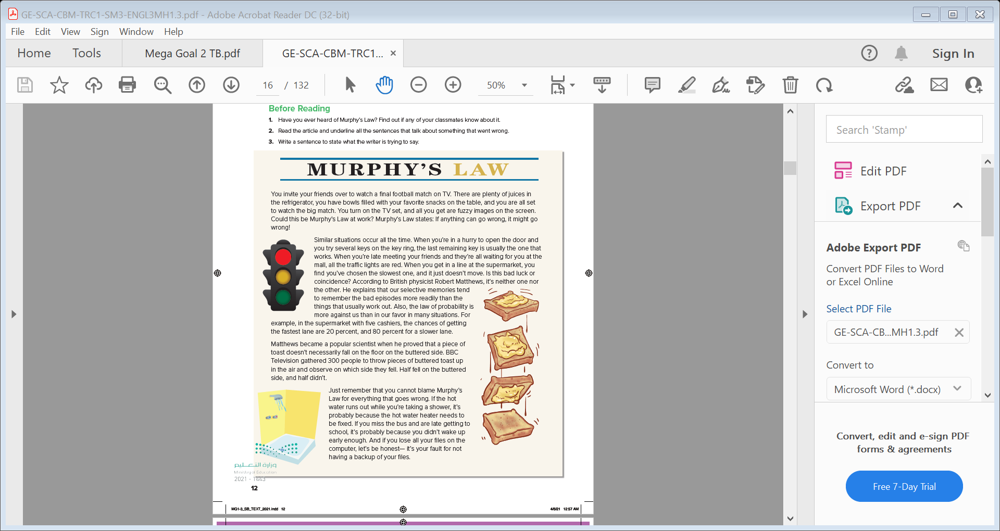 GE-SCA-CBM-TRC1-SM3-ENGL3MH1.3.pdf - Adobe Acrobat Reader DC (32-bit)
File Edit View Sign Window Help
Home Tools Mega Goal 2 TB.pdf GE-SCA-CBM-TRC1... × Sign In
16 / 132 50%
Before Reading
1. Have you ever heard of Murphy's Law? Find out if any of your classmates know about it.
2. Read the article and underline all the sentences that talk about something that went wrong.
3. Write a sentence to state what the writer is trying to say.
MURPHY'S LAW
You invite your friends over to watch a final football match on TV. There are plenty of juices in
the refrigerator, you have bowls filled with your favorite snacks on the table, and you are all set
to watch the big match. You turn on the TV set, and all you get are fuzzy images on the screen.
Could this be Murphy's Law at work? Murphy's Law states: If anything can go wrong, it might go
wrong!
Similar situations occur all the time. When you're in a hurry to open the door and
you try several keys on the key ring, the last remaining key is usually the one that
works. When you're late meeting your friends and they're all waiting for you at the
mall, all the traffic lights are red. When you get in a line at the supermarket, you
find you've chosen the slowest one, and it just doesn't move. Is this bad luck or
coincidence? According to British physicist Robert Matthews, it's neither one nor
the other. He explains that our selective memories tend
to remember the bad episodes more readily than the
things that usually work out. Also, the law of probability is
more against us than in our favor in many situations. For
example, in the supermarket with five cashiers, the chances of getting
the fastest lane are 20 percent, and 80 percent for a slower lane.
Matthews became a popular scientist when he proved that a piece of
toast doesn't necessarily fall on the floor on the buttered side. BBC
Television gathered 300 people to throw pieces of buttered toast up
in the air and observe on which side they fell. Half fell on the buttered
side, and half didn't.
Just remember that you cannot blame Murphy's
Law for everything that goes wrong. If the hot
water runs out while you're taking a shower, it's
probably because the hot water heater needs to
be fixed. If you miss the bus and are late getting to
school, it's probably because you didn't wake up
early enough. And if you lose all your files on the
computer, let's be honest— it's your fault for not
having a backup of your files.
وزارة التعليم
Ministry of Education
2021 - 1443
12
MG1-3_SB_TEXT_2021.indd 12 4/6/21 12:57 AM
Search 'Stamp'
Edit PDF
Export PDF
Adobe Export PDF
Convert PDF Files to Word
or Excel Online
Select PDF File
GE-SCA-CB...MH1.3.pdf
Convert to
Microsoft Word (*.docx)
Convert, edit and e-sign PDF
forms & agreements
Free 7-Day Trial